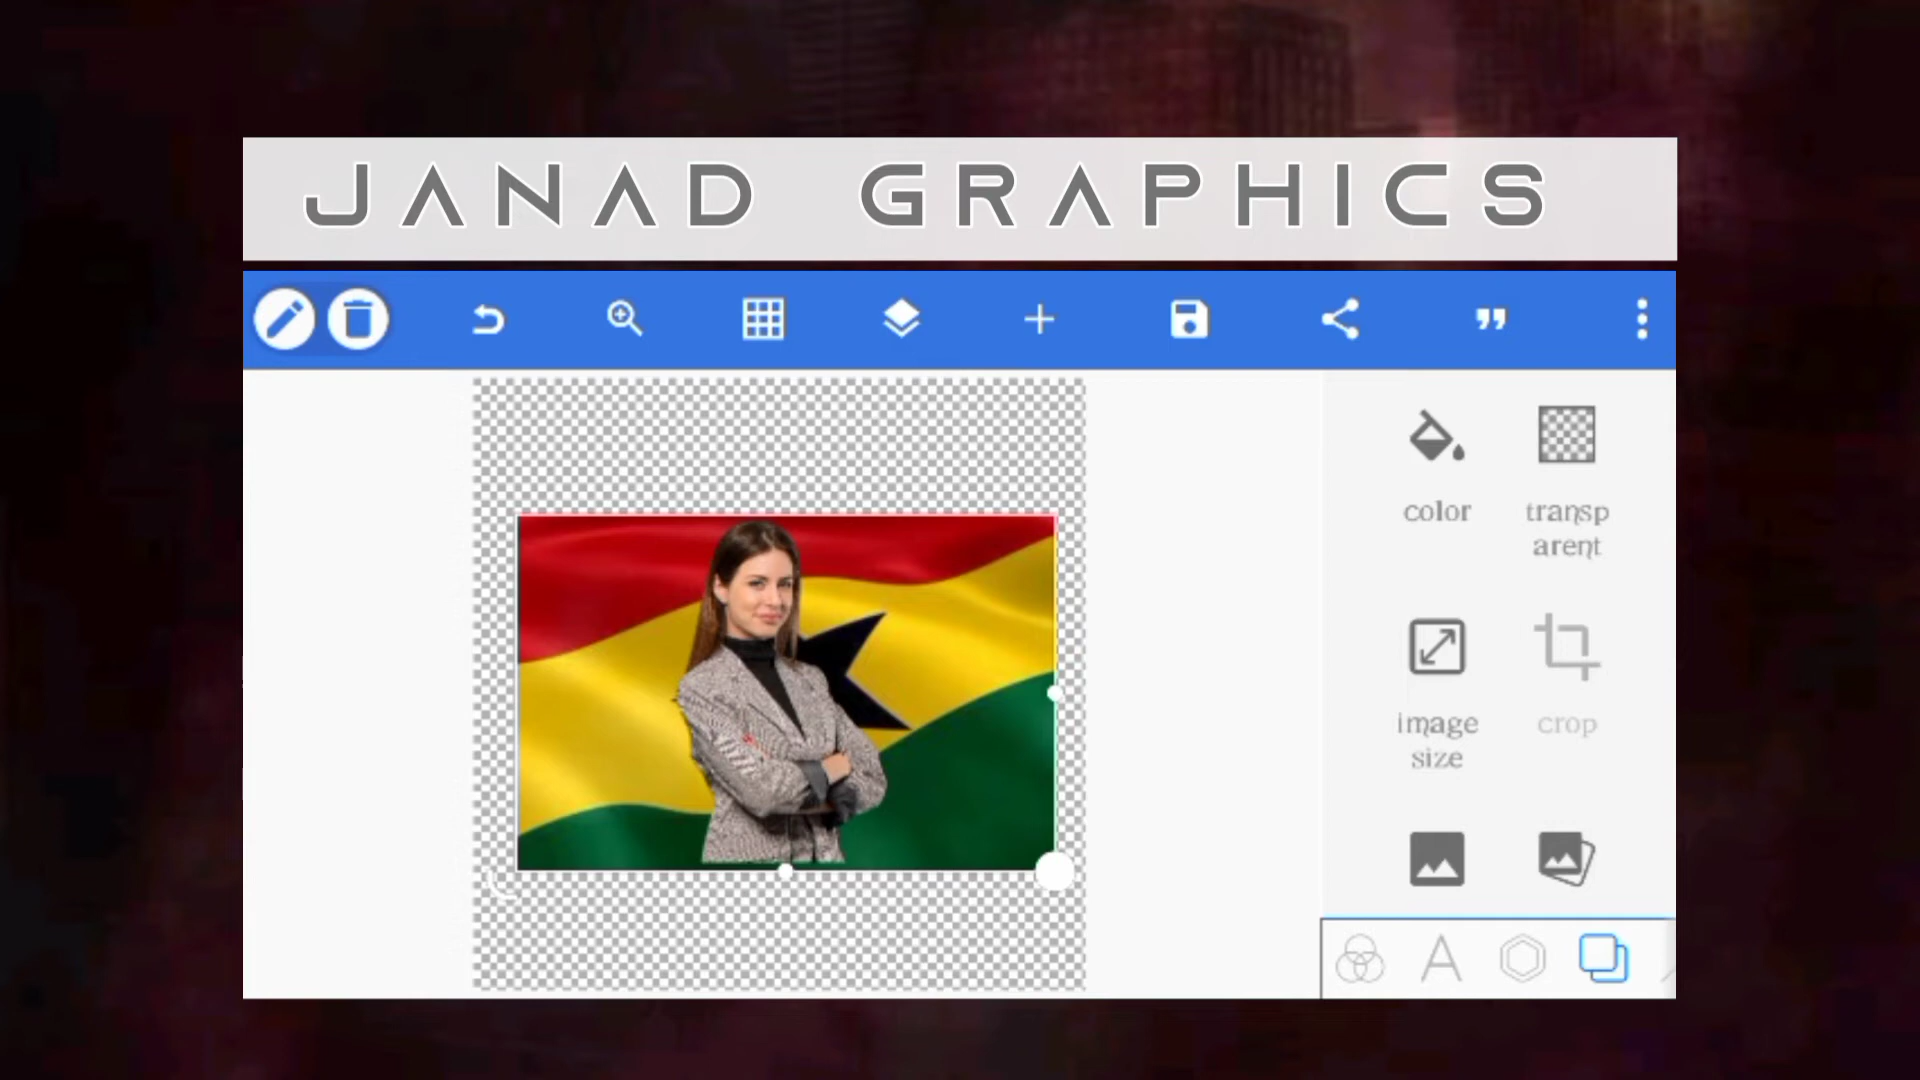 JANAD GRAPHICS
color
transp
arent
image
size
crop